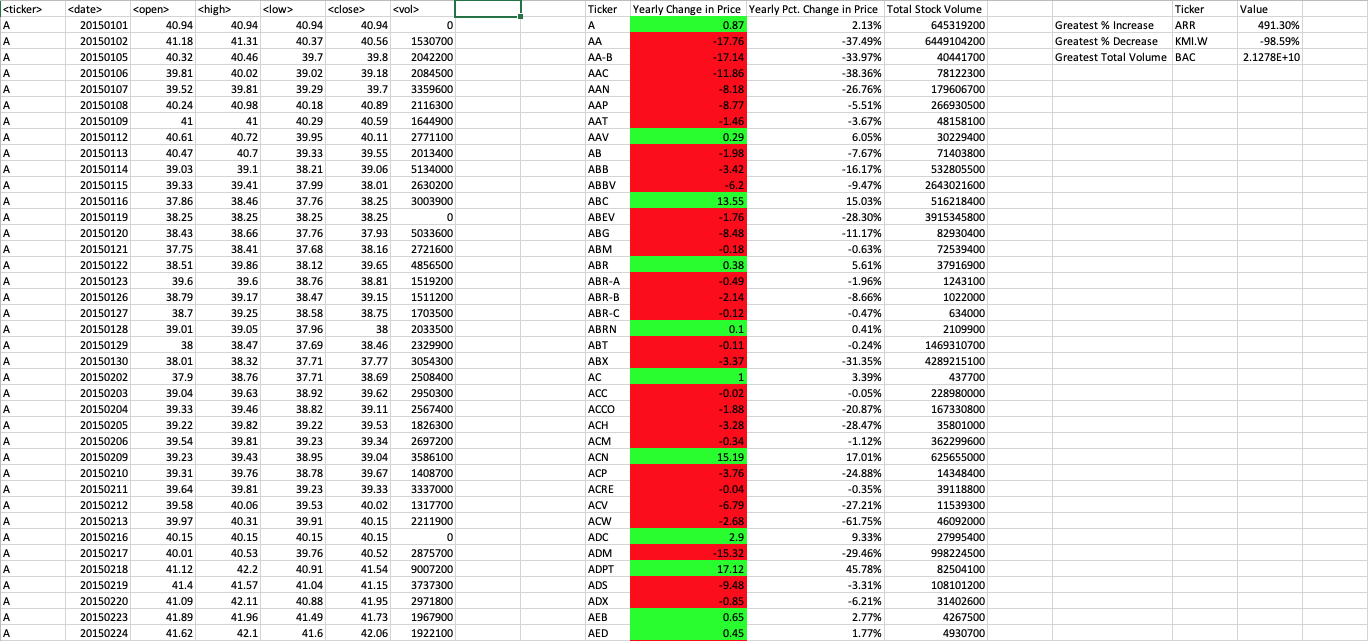 <ticker> <date> <open> <high> <low> <close> <vol> Ticker Yearly Change in Price Yearly Pct. Change in Price Total Stock Volume Ticker Value
A 20150101 40.94 40.94 40.94 40.94 0 A 0.87 2.13% 645319200 Greatest % Increase ARR 491.30%
A 20150102 41.18 41.31 40.37 40.56 1530700 AA -17.76 -37.49% 6449104200 Greatest % Decrease KMI.W -98.59%
A 20150105 40.32 40.46 39.7 39.8 2042200 AA-B -17.14 -33.97% 40441700 Greatest Total Volume BAC 2.1278E+10
A 20150106 39.81 40.02 39.02 39.18 2084500 AAC -11.86 -38.36% 78122300
A 20150107 39.52 39.81 39.29 39.7 3359600 AAN -8.18 -26.76% 179606700
A 20150108 40.24 40.98 40.18 40.89 2116300 AAP -8.77 -5.51% 266930500
A 20150109 41 41 40.29 40.59 1644900 AAT -1.46 -3.67% 48158100
A 20150112 40.61 40.72 39.95 40.11 2771100 AAV 0.29 6.05% 30229400
A 20150113 40.47 40.7 39.33 39.55 2013400 AB -1.98 -7.67% 71403800
A 20150114 39.03 39.1 38.21 39.06 5134000 ABB -3.42 -16.17% 532805500
A 20150115 39.33 39.41 37.99 38.01 2630200 ABBV -6.2 -9.47% 2643021600
A 20150116 37.86 38.46 37.76 38.25 3003900 ABC 13.55 15.03% 516218400
A 20150119 38.25 38.25 38.25 38.25 0 ABEV -1.76 -28.30% 3915345800
A 20150120 38.43 38.66 37.76 37.93 5033600 ABG -8.48 -11.17% 82930400
A 20150121 37.75 38.41 37.68 38.16 2721600 ABM -0.18 -0.63% 72539400
A 20150122 38.51 39.86 38.12 39.65 4856500 ABR 0.38 5.61% 37916900
A 20150123 39.6 39.6 38.76 38.81 1519200 ABR-A -0.49 -1.96% 1243100
A 20150126 38.79 39.17 38.47 39.15 1511200 ABR-B -2.14 -8.66% 1022000
A 20150127 38.7 39.25 38.58 38.75 1703500 ABR-C -0.12 -0.47% 634000
A 20150128 39.01 39.05 37.96 38 2033500 ABRN 0.1 0.41% 2109900
A 20150129 38 38.47 37.69 38.46 2329900 ABT -0.11 -0.24% 1469310700
A 20150130 38.01 38.32 37.71 37.77 3054300 ABX -3.37 -31.35% 4289215100
A 20150202 37.9 38.76 37.71 38.69 2508400 AC 1 3.39% 437700
A 20150203 39.04 39.63 38.92 39.62 2950300 ACC -0.02 -0.05% 228980000
A 20150204 39.33 39.46 38.82 39.11 2567400 ACCO -1.88 -20.87% 167330800
A 20150205 39.22 39.82 39.22 39.53 1826300 ACH -3.28 -28.47% 35801000
A 20150206 39.54 39.81 39.23 39.34 2697200 ACM -0.34 -1.12% 362299600
A 20150209 39.23 39.43 38.95 39.04 3586100 ACN 15.19 17.01% 625655000
A 20150210 39.31 39.76 38.78 39.67 1408700 ACP -3.76 -24.88% 14348400
A 20150211 39.64 39.81 39.23 39.33 3337000 ACRE -0.04 -0.35% 39118800
A 20150212 39.58 40.06 39.53 40.02 1317700 ACV -6.79 -27.21% 11539300
A 20150213 39.97 40.31 39.91 40.15 2211900 ACW -2.68 -61.75% 46092000
A 20150216 40.15 40.15 40.15 40.15 0 ADC 2.9 9.33% 27995400
A 20150217 40.01 40.53 39.76 40.52 2875700 ADM -15.32 -29.46% 998224500
A 20150218 41.12 42.2 40.91 41.54 9007200 ADPT 17.12 45.78% 82504100
A 20150219 41.4 41.57 41.04 41.15 3737300 ADS -9.48 -3.31% 108101200
A 20150220 41.09 42.11 40.88 41.95 2971800 ADX -0.85 -6.21% 31402600
A 20150223 41.89 41.96 41.49 41.73 1967900 AEB 0.65 2.77% 4267500
A 20150224 41.62 42.1 41.6 42.06 1922100 AED 0.45 1.77% 4930700